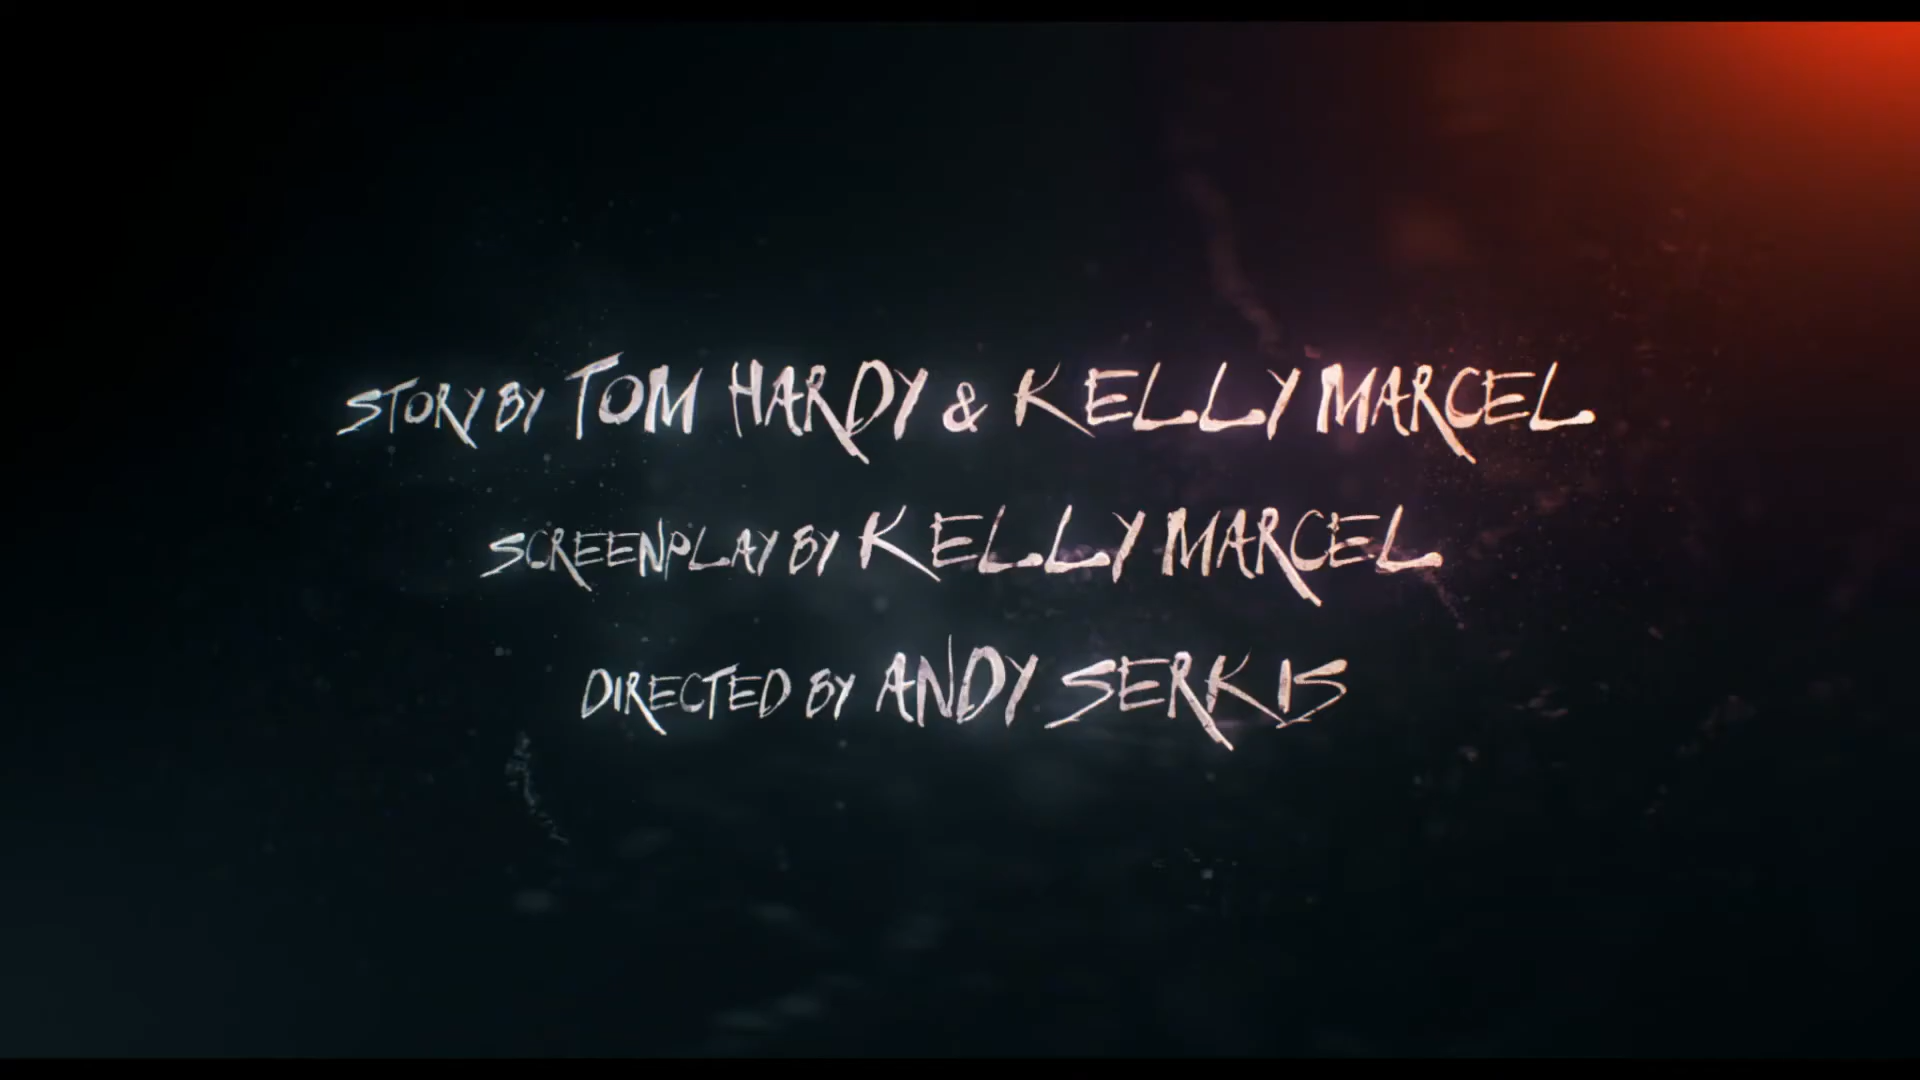 STORY BY TOM HARDY & KELLY MARCEL
SCREENPLAY BY KELLY MARCEL
DIRECTED BY ANDY SERKIS